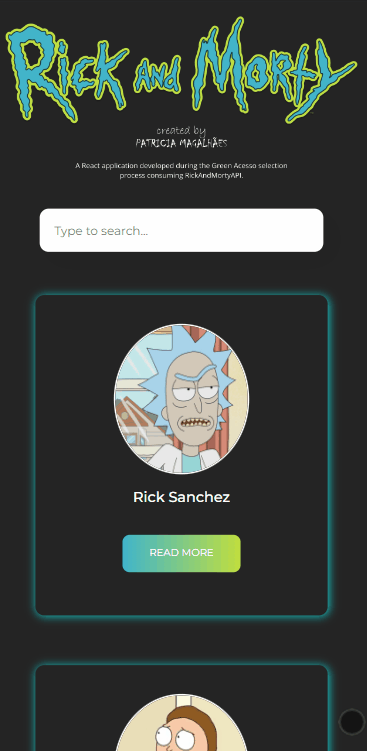 Rick and Morty
created by
PATRICIA MAGALHÃES
A React application developed during the Green Acesso selection
process consuming RickAndMortyAPI.
Type to search...
Rick Sanchez
READ MORE